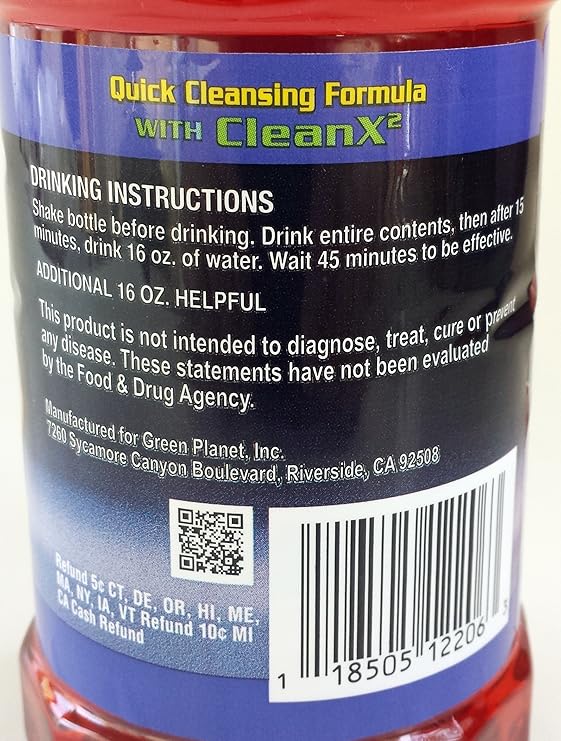 Quick Cleansing Formula
WITH CleanX²
DRINKING INSTRUCTIONS
Shake bottle before drinking. Drink entire contents, then after 15
minutes, drink 16 oz. of water. Wait 45 minutes to be effective.
ADDITIONAL 16 OZ. HELPFUL
This product is not intended to diagnose, treat, cure or prevent
any disease. These statements have not been evaluated
by the Food & Drug Agency.
Manufactured for Green Planet, Inc.
7260 Sycamore Canyon Boulevard, Riverside, CA 92508
Refund 5¢ CT, DE, OR, HI, ME,
MA, NY, IA, VT Refund 10¢ MI
CA Cash Refund
1 18505 12206 3